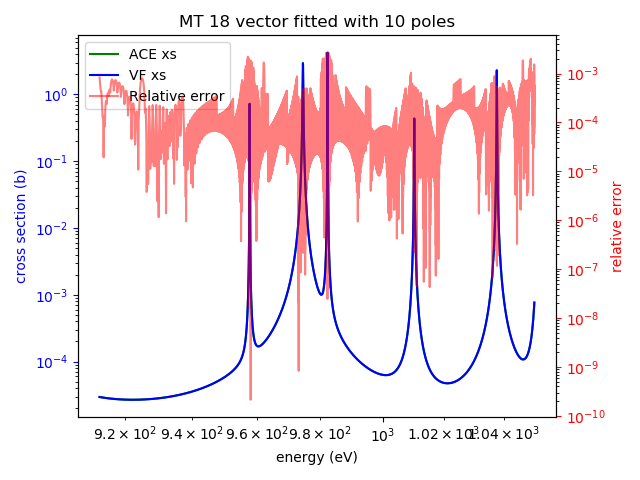 MT 18 vector fitted with 10 poles
ACE xs
VF xs
Relative error
10⁰
10⁻¹
10⁻²
10⁻³
10⁻⁴
cross section (b)
10⁻³
10⁻⁴
10⁻⁵
10⁻⁶
10⁻⁷
10⁻⁸
10⁻⁹
10⁻¹⁰
relative error
9.2 × 10² 9.4 × 10² 9.6 × 10² 9.8 × 10² 10³ 1.02 × 10³ 1.04 × 10³
energy (eV)